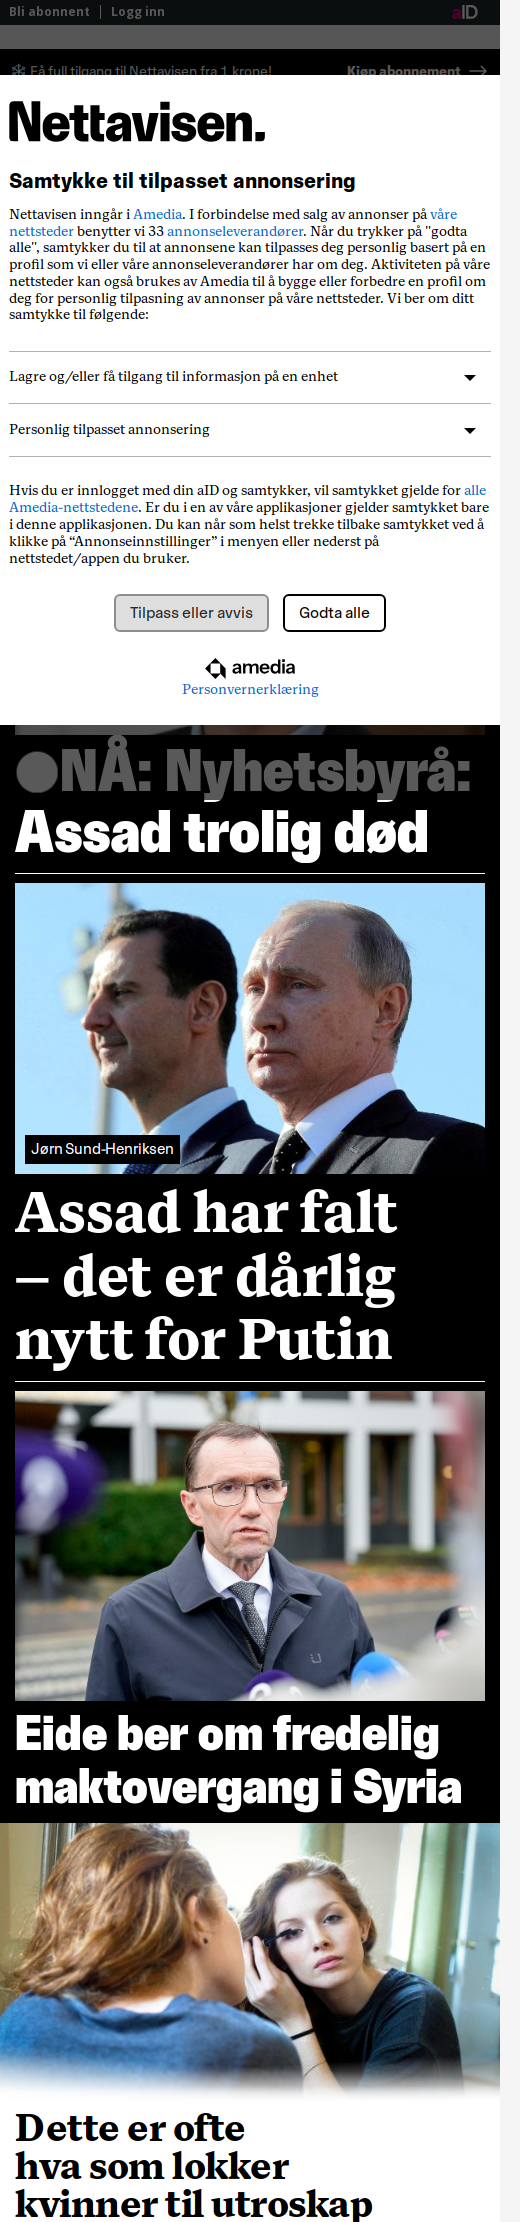 Bli abonnent | Logg inn
aID
Få full tilgang til Nettavisen fra 1 krone!
Kjøp abonnement →
Nettavisen.
Samtykke til tilpasset annonsering
Nettavisen inngår i Amedia. I forbindelse med salg av annonser på våre
nettsteder benytter vi 33 annonseleverandører. Når du trykker på "godta
alle", samtykker du til at annonsene kan tilpasses deg personlig basert på en
profil som vi eller våre annonseleverandører har om deg. Aktiviteten på våre
nettsteder kan også brukes av Amedia til å bygge eller forbedre en profil om
deg for personlig tilpasning av annonser på våre nettsteder. Vi ber om ditt
samtykke til følgende:
Lagre og/eller få tilgang til informasjon på en enhet
Personlig tilpasset annonsering
Hvis du er innlogget med din aID og samtykker, vil samtykket gjelde for alle
Amedia-nettstedene. Er du i en av våre applikasjoner gjelder samtykket bare
i denne applikasjonen. Du kan når som helst trekke tilbake samtykket ved å
klikke på “Annonseinnstillinger” i menyen eller nederst på
nettstedet/appen du bruker.
Tilpass eller avvis
Godta alle
amedia
Personvernerklæring
NÅ: Nyhetsbyrå:
Assad trolig død
Jørn Sund-Henriksen
Assad har falt
– det er dårlig
nytt for Putin
Eide ber om fredelig
maktovergang i Syria
Dette er ofte
hva som lokker
kvinner til utroskap